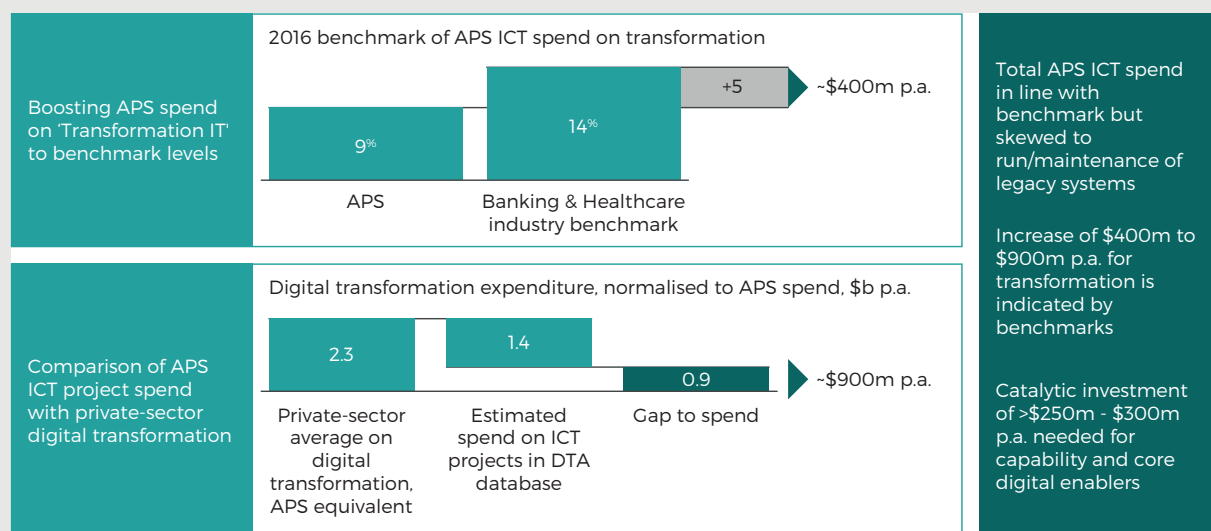 Boosting APS spend
on ‘Transformation IT’
to benchmark levels
2016 benchmark of APS ICT spend on transformation
9%
14%
+5
~$400m p.a.
APS
Banking & Healthcare
industry benchmark
Comparison of APS
ICT project spend
with private-sector
digital transformation
Digital transformation expenditure, normalised to APS spend, $b p.a.
2.3
1.4
0.9
~$900m p.a.
Private-sector
average on
digital
transformation,
APS equivalent
Estimated
spend on ICT
projects in DTA
database
Gap to spend
Total APS ICT spend
in line with
benchmark but
skewed to
run/maintenance of
legacy systems
Increase of $400m to
$900m p.a. for
transformation is
indicated by
benchmarks
Catalytic investment
of >$250m - $300m
p.a. needed for
capability and core
digital enablers